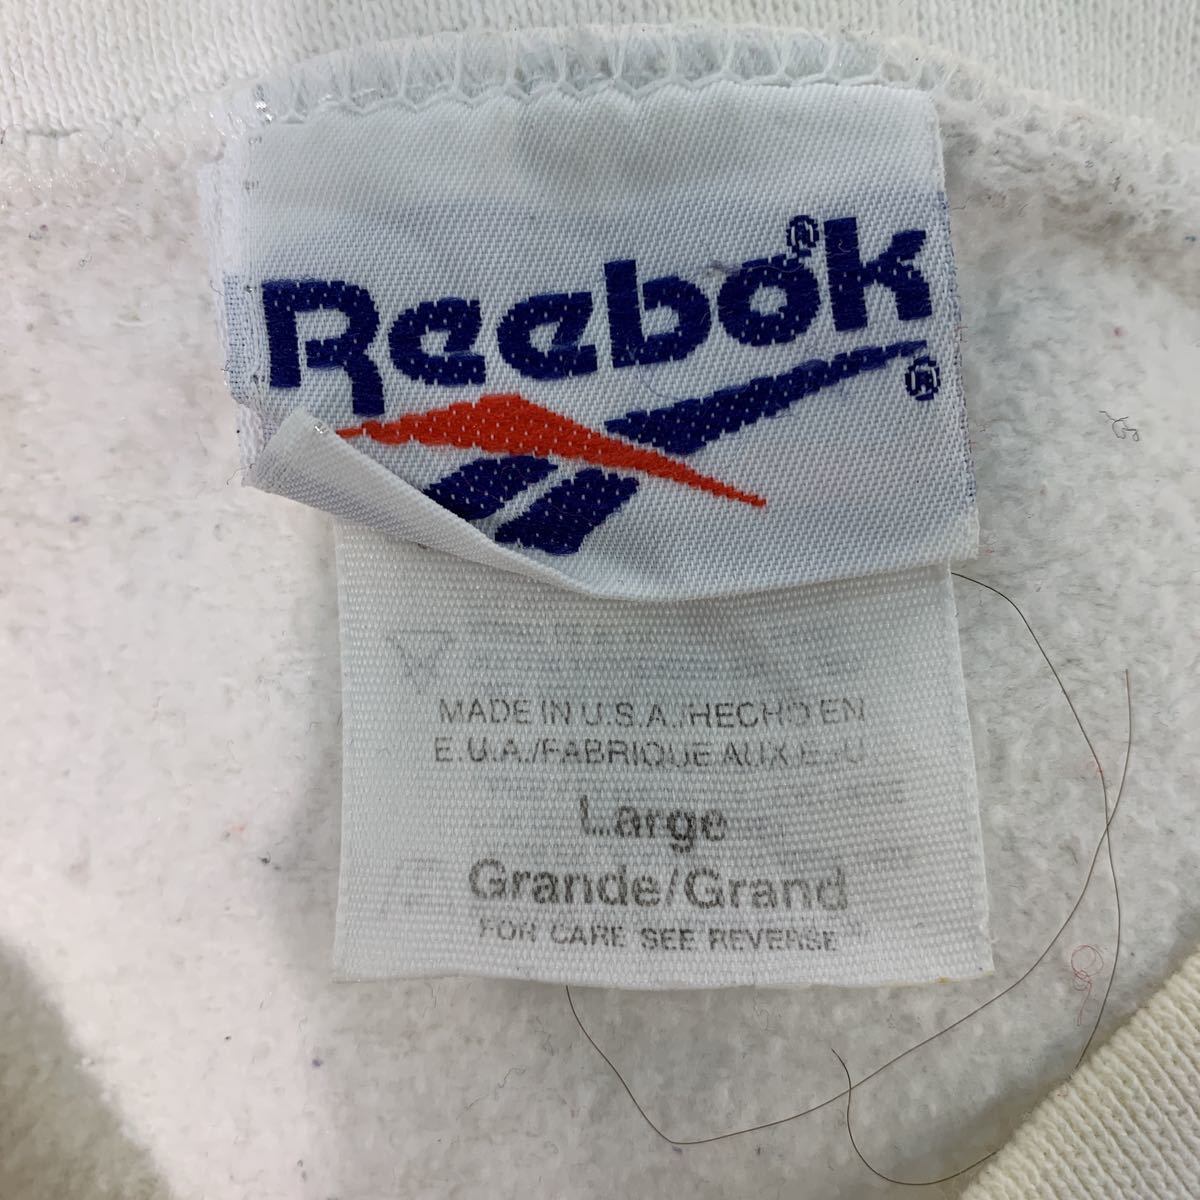 Reebok®
®
MADE IN U.S.A./HECHO EN
E.U.A./FABRIQUE AUX E.-U.
Large
Grande/Grand
FOR CARE SEE REVERSE